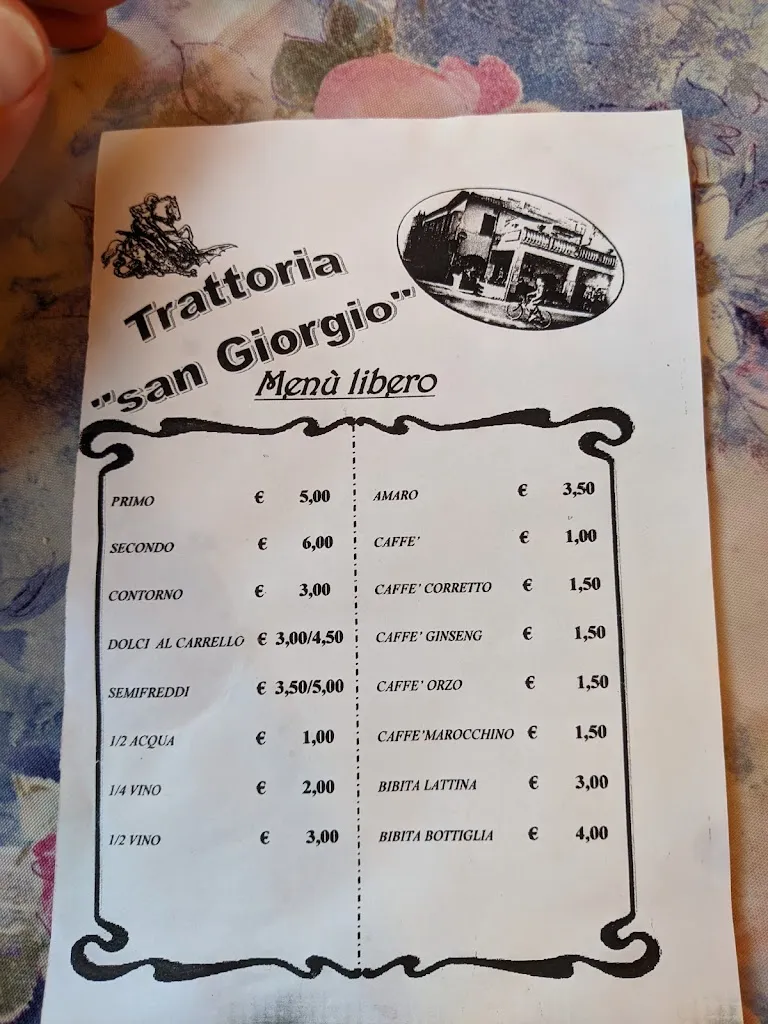 Trattoria
"san Giorgio"
Menù libero
PRIMO € 5,00
SECONDO € 6,00
CONTORNO € 3,00
DOLCI AL CARRELLO € 3,00/4,50
SEMIFREDDI € 3,50/5,00
1/2 ACQUA € 1,00
1/4 VINO € 2,00
1/2 VINO € 3,00
AMARO € 3,50
CAFFE' € 1,00
CAFFE' CORRETTO € 1,50
CAFFE' GINSENG € 1,50
CAFFE' ORZO € 1,50
CAFFE'MAROCCHINO € 1,50
BIBITA LATTINA € 3,00
BIBITA BOTTIGLIA € 4,00